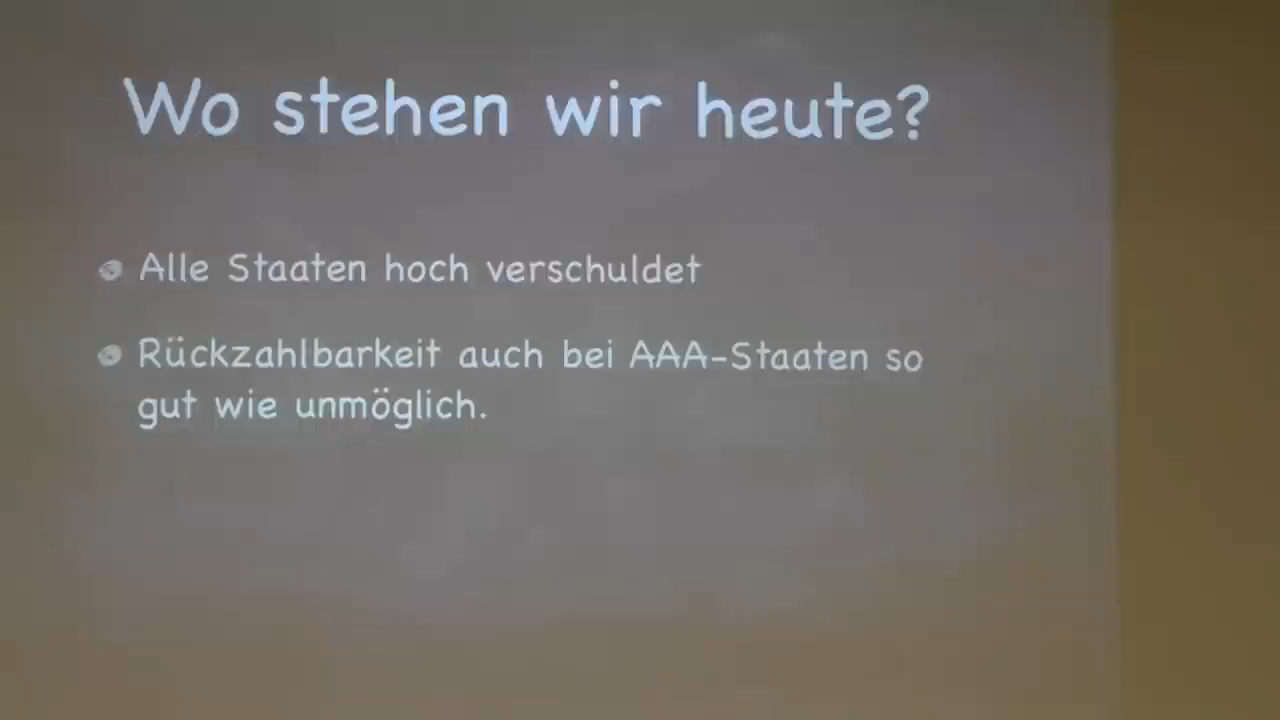 Wo stehen wir heute?
Alle Staaten hoch verschuldet
Rückzahlbarkeit auch bei AAA-Staaten so
gut wie unmöglich.